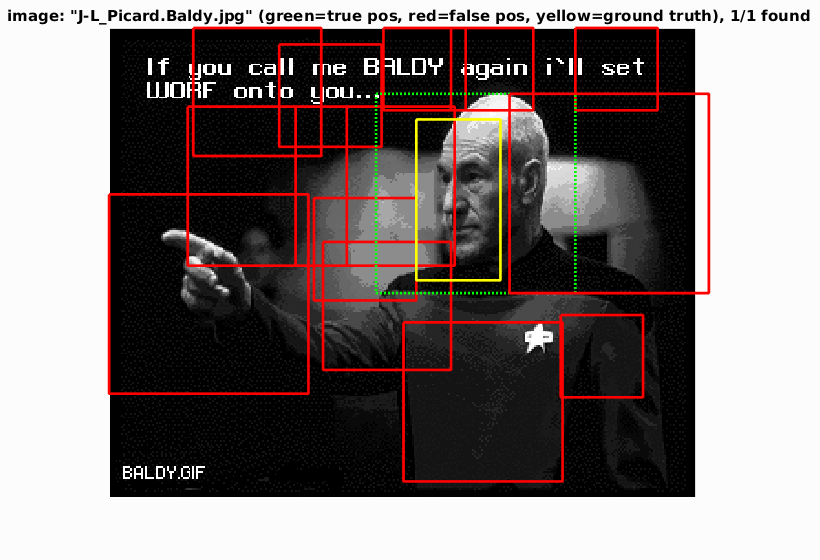 image: "J-L_Picard.Baldy.jpg" (green=true pos, red=false pos, yellow=ground truth), 1/1 found
If you call me BALDY again i`ll set
WORF onto you...
BALDY.GIF